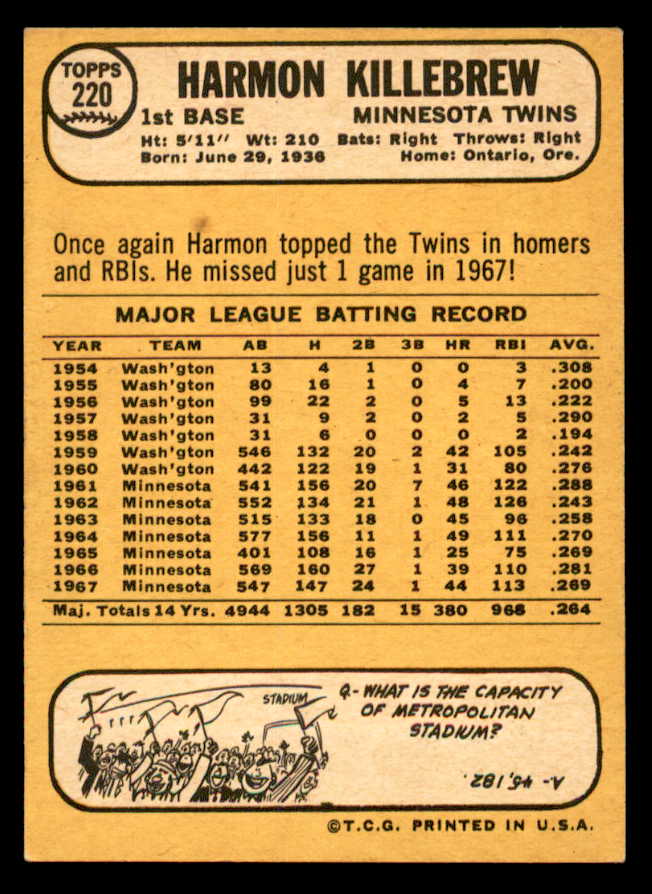 TOPPS
220
HARMON KILLEBREW
1st BASE MINNESOTA TWINS
Ht: 5'11" Wt: 210 Bats: Right Throws: Right
Born: June 29, 1936 Home: Ontario, Ore.
Once again Harmon topped the Twins in homers
and RBIs. He missed just 1 game in 1967!
MAJOR LEAGUE BATTING RECORD
YEAR TEAM AB H 2B 3B HR RBI AVG.
1954 Wash'gton 13 4 1 0 0 3 .308
1955 Wash'gton 80 16 1 0 4 7 .200
1956 Wash'gton 99 22 2 0 5 13 .222
1957 Wash'gton 31 9 2 0 2 5 .290
1958 Wash'gton 31 6 0 0 0 2 .194
1959 Wash'gton 546 132 20 2 42 105 .242
1960 Wash'gton 442 122 19 1 31 80 .276
1961 Minnesota 541 156 20 7 46 122 .288
1962 Minnesota 552 134 21 1 48 126 .243
1963 Minnesota 515 133 18 0 45 96 .258
1964 Minnesota 577 156 11 1 49 111 .270
1965 Minnesota 401 108 16 1 25 75 .269
1966 Minnesota 569 160 27 1 39 110 .281
1967 Minnesota 547 147 24 1 44 113 .269
Maj. Totals 14 Yrs. 4944 1305 182 15 380 968 .264
STADIUM
Q- WHAT IS THE CAPACITY
OF METROPOLITAN
STADIUM?
A- 45,182.
©T.C.G. PRINTED IN U.S.A.